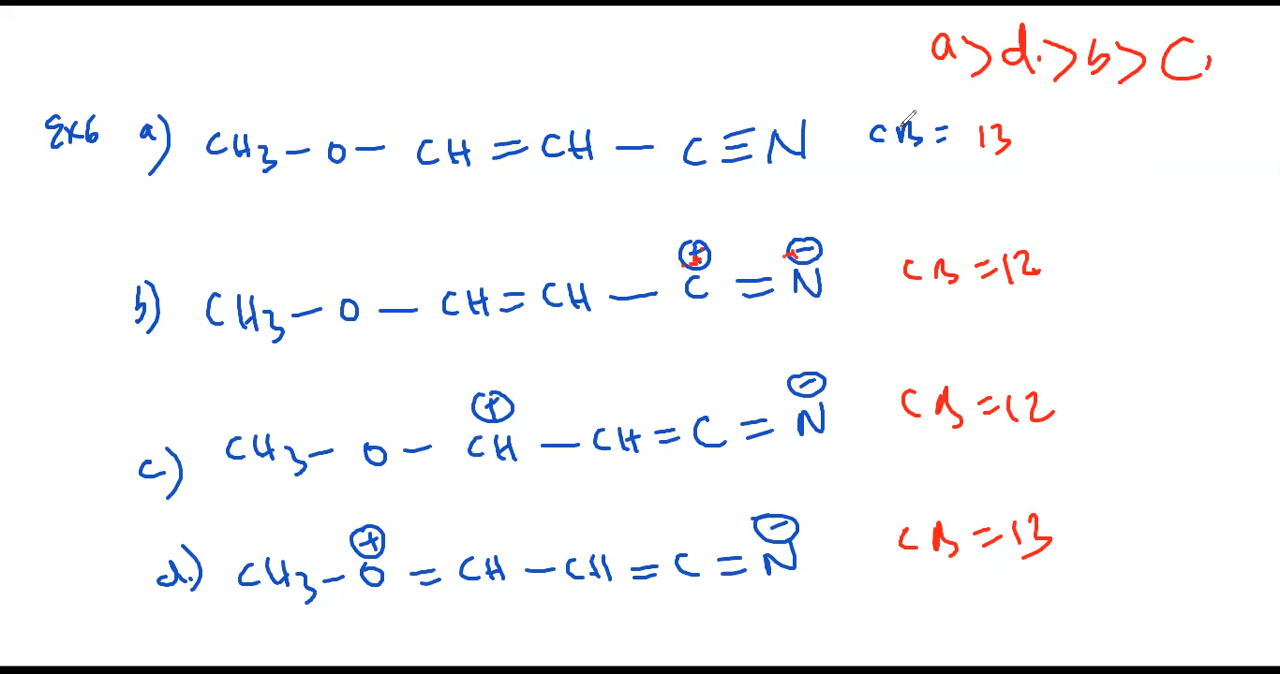 a > d. > b > C,
Ex6 a) CH3 – O – CH = CH – C ≡ N CB = 13
b) CH3 – O – CH = CH – C⊕ = N⊖ CB = 12
c) CH3 – O – CH⊕ – CH = C = N⊖ CB = 12
d.) CH3 – O⊕ = CH – CH = C = N⊖ CB = 13